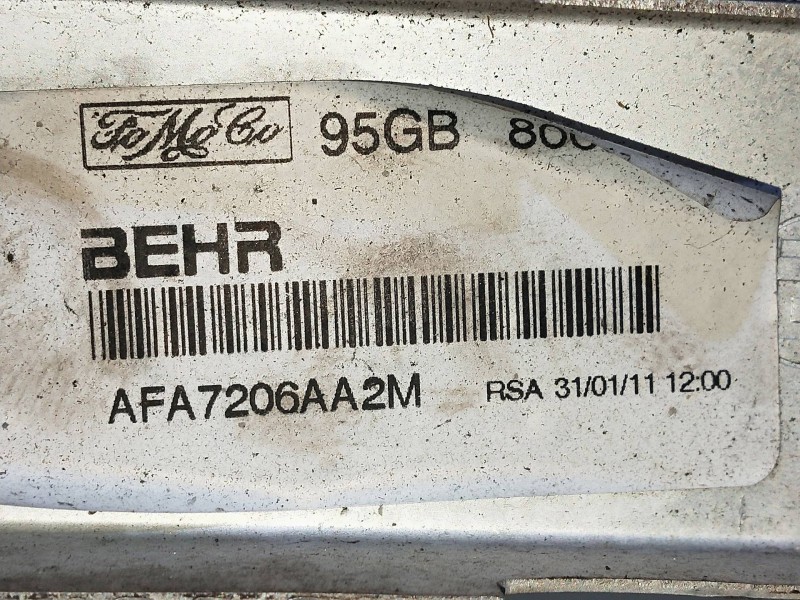 FoMoCo 95GB
BEHR
AFA7206AA2M RSA 31/01/11 12:00